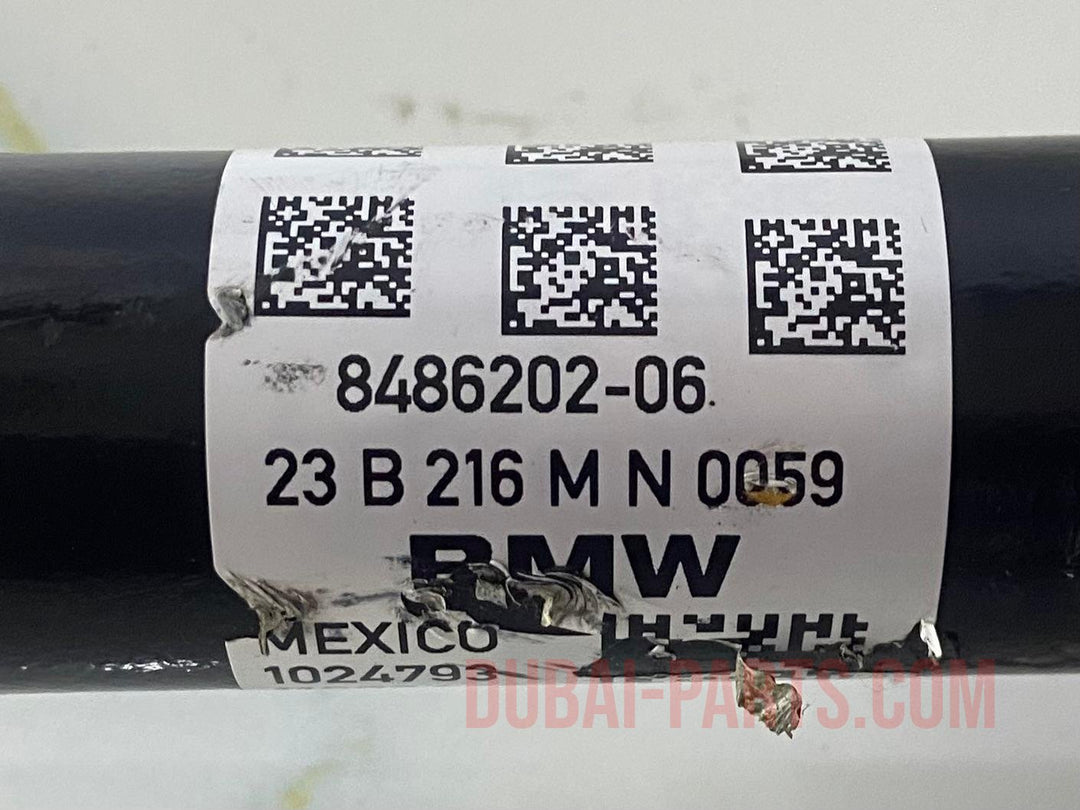 8486202-06.
23 B 216 M N 0059
BMW
MEXICO
1024793
DUBAI-PARTS.COM